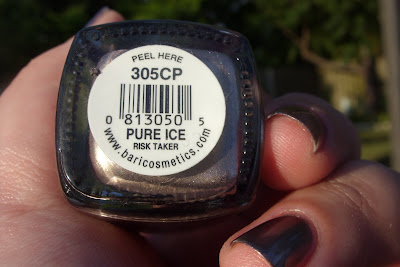 PEEL HERE
305CP
0 813050 5
PURE ICE
RISK TAKER
www.baricosmetics.com